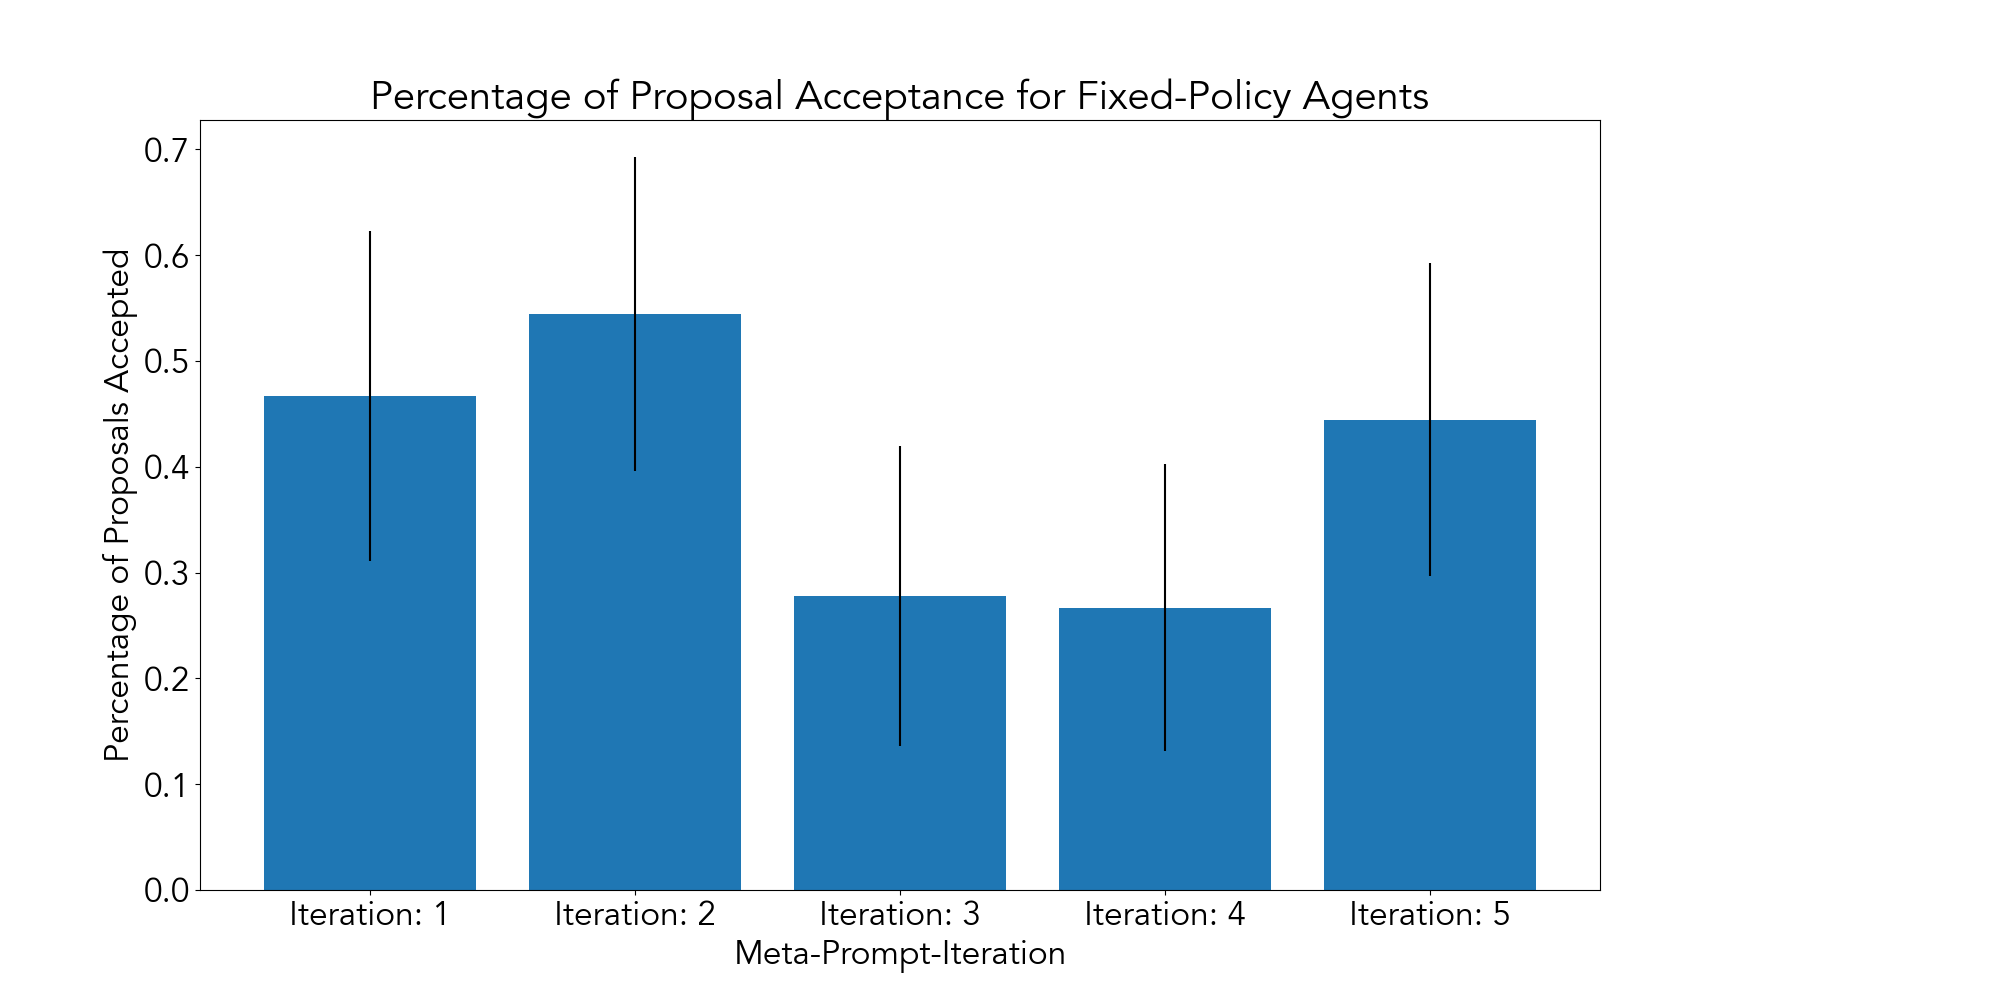 Percentage of Proposal Acceptance for Fixed-Policy Agents
Percentage of Proposals Accepted
0.7
0.6
0.5
0.4
0.3
0.2
0.1
0.0
Iteration: 1
Iteration: 2
Iteration: 3
Iteration: 4
Iteration: 5
Meta-Prompt-Iteration